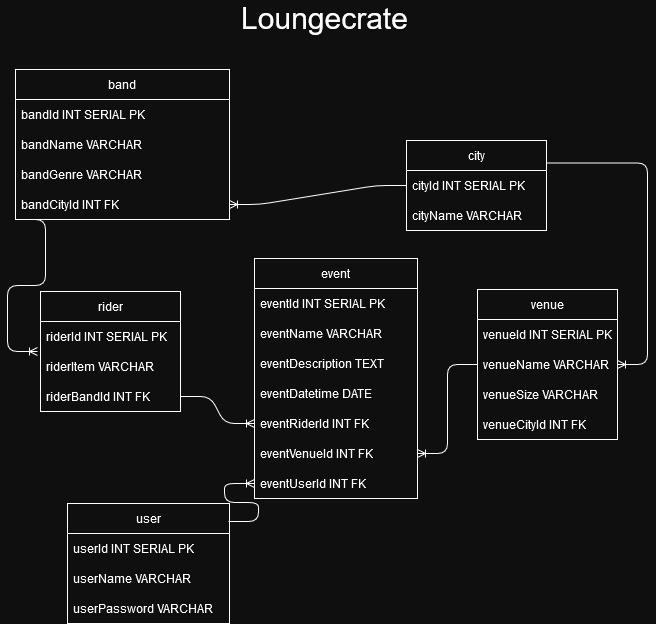 Loungecrate
band
bandId INT SERIAL PK
bandName VARCHAR
bandGenre VARCHAR
bandCityId INT FK
city
cityId INT SERIAL PK
cityName VARCHAR
event
eventId INT SERIAL PK
eventName VARCHAR
eventDescription TEXT
eventDatetime DATE
eventRiderId INT FK
eventVenueId INT FK
eventUserId INT FK
rider
riderId INT SERIAL PK
riderItem VARCHAR
riderBandId INT FK
venue
venueId INT SERIAL PK
venueName VARCHAR
venueSize VARCHAR
venueCityId INT FK
user
userId INT SERIAL PK
userName VARCHAR
userPassword VARCHAR